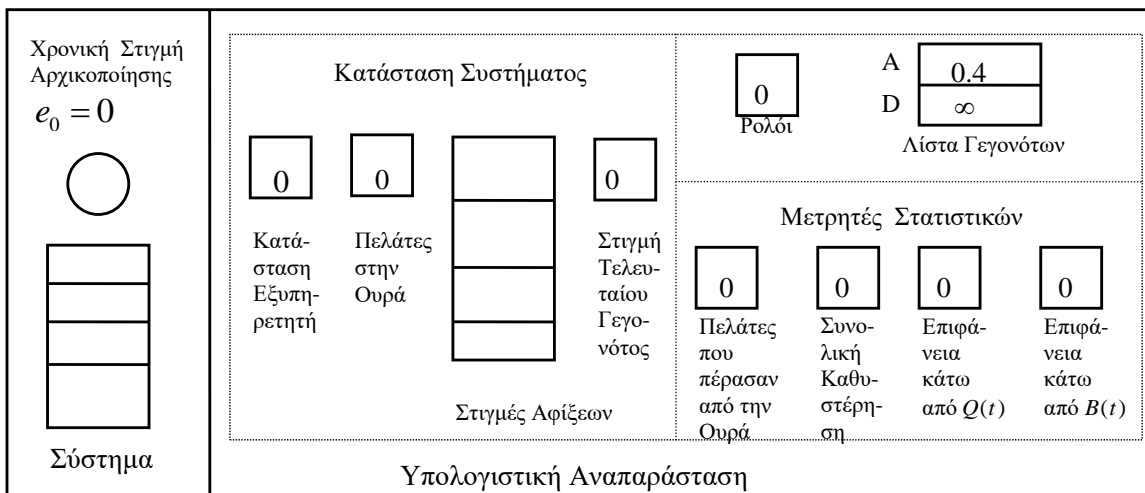 Χρονική Στιγμή
Αρχικοποίησης
e₀ = 0
Σύστημα
Κατάσταση Συστήματος
0
0
0
Κατά-
σταση
Εξυπη-
ρετητή
Πελάτες
στην
Ουρά
Στιγμή
Τελευ-
ταίου
Γεγο-
νότος
Στιγμές Αφίξεων
0
Ρολόι
A 0.4
D ∞
Λίστα Γεγονότων
Μετρητές Στατιστικών
0
0
0
0
Πελάτες
που
πέρασαν
από την
Ουρά
Συνο-
λική
Καθυ-
στέρη-
ση
Επιφά-
νεια
κάτω
από Q(t)
Επιφά-
νεια
κάτω
από B(t)
Υπολογιστική Αναπαράσταση